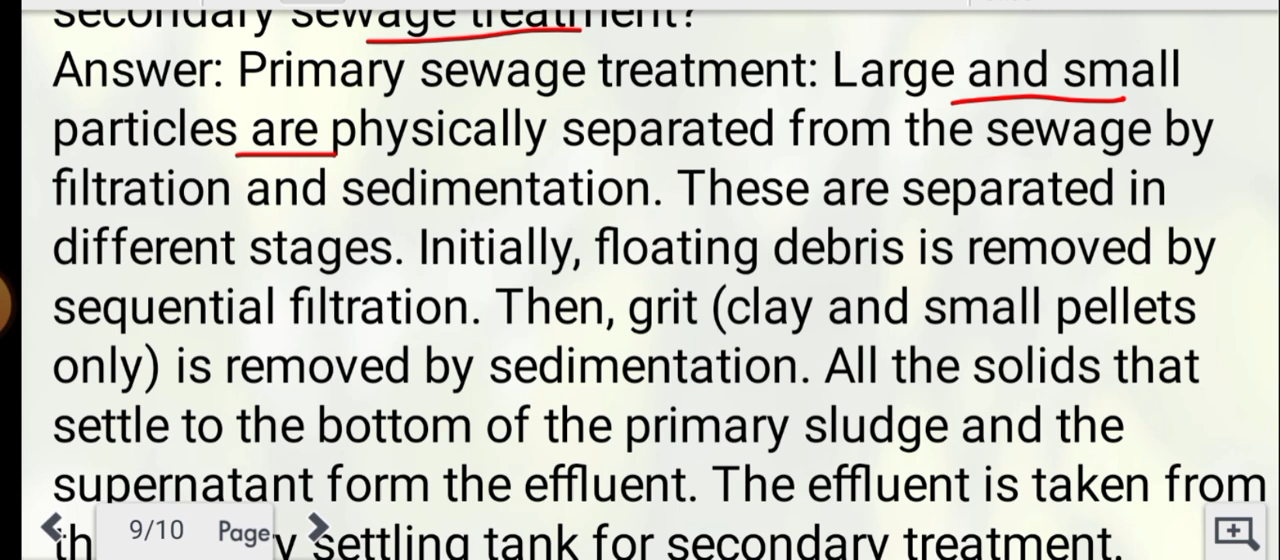 secondary sewage treatment?
Answer: Primary sewage treatment: Large and small
particles are physically separated from the sewage by
filtration and sedimentation. These are separated in
different stages. Initially, floating debris is removed by
sequential filtration. Then, grit (clay and small pellets
only) is removed by sedimentation. All the solids that
settle to the bottom of the primary sludge and the
supernatant form the effluent. The effluent is taken from
settling tank for secondary treatment.
9/10 Page